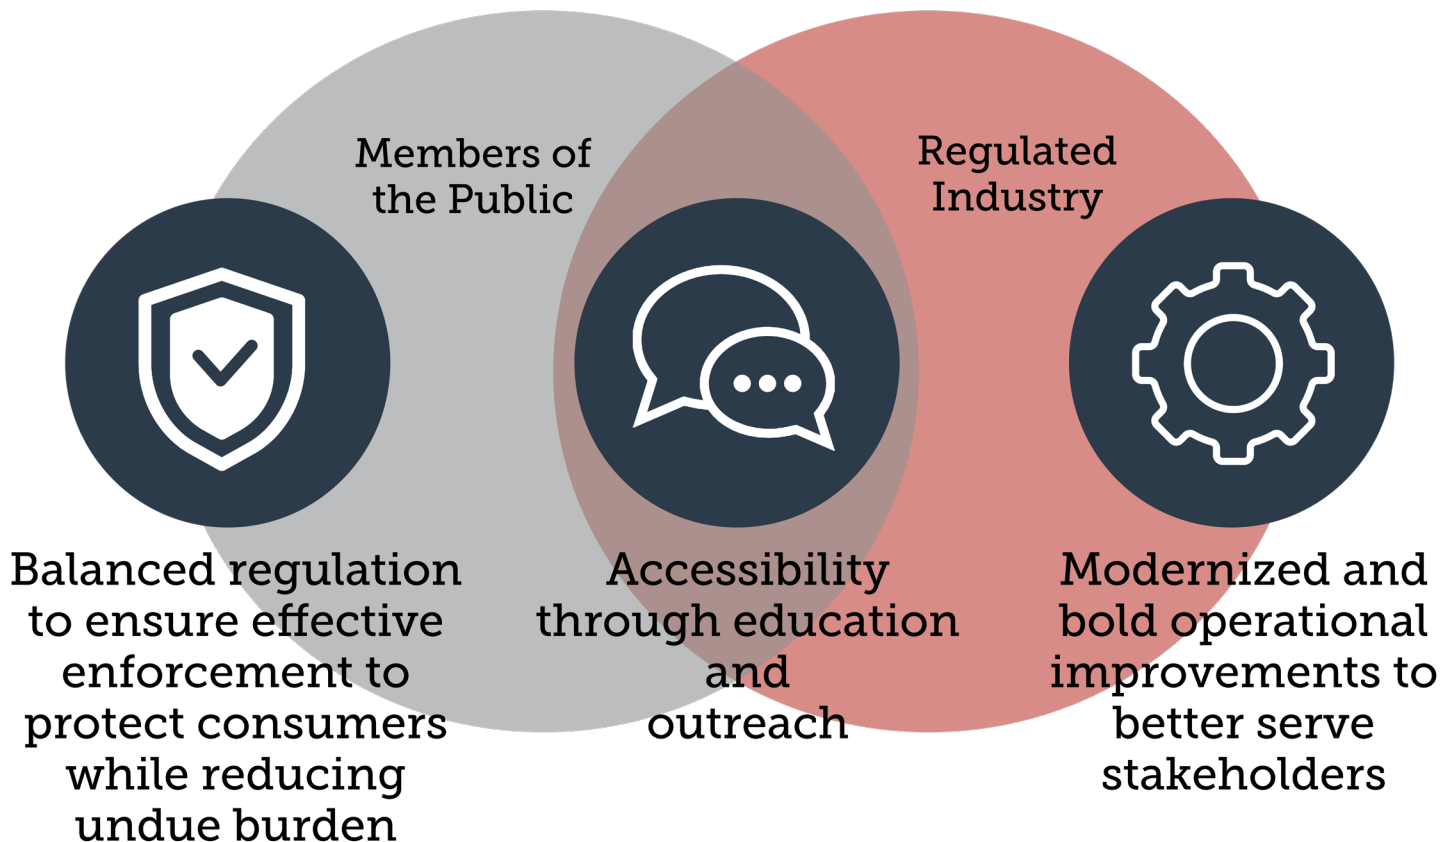 Members of
the Public
Regulated
Industry
Balanced regulation
to ensure effective
enforcement to
protect consumers
while reducing
undue burden
Accessibility
through education
and
outreach
Modernized and
bold operational
improvements to
better serve
stakeholders